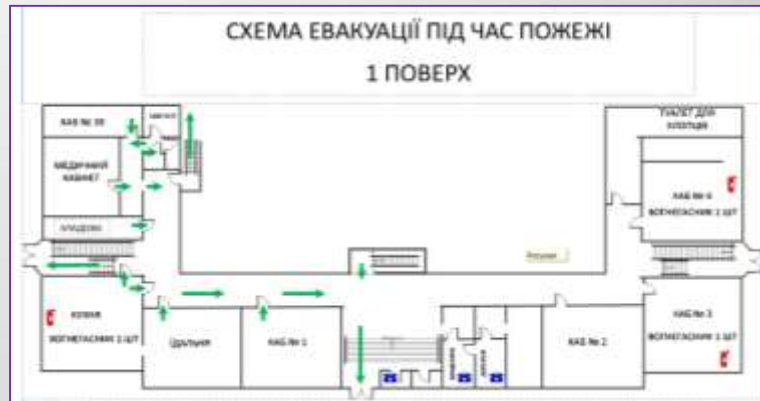 СХЕМА ЕВАКУАЦІЇ ПІД ЧАС ПОЖЕЖІ
1 ПОВЕРХ
КАБ № 39
ТУАЛЕТ ДЛЯ
ХЛОПЦІВ
МЕДИЧНИЙ
КАБІНЕТ
КАБ № 4
ВОГНЕГАСНИК 1 ШТ
КУХНЯ
ВОГНЕГАСНИК 1 ШТ
ЇДАЛЬНЯ
КАБ № 1
КАБ № 2
КАБ № 3
ВОГНЕГАСНИК 1 ШТ